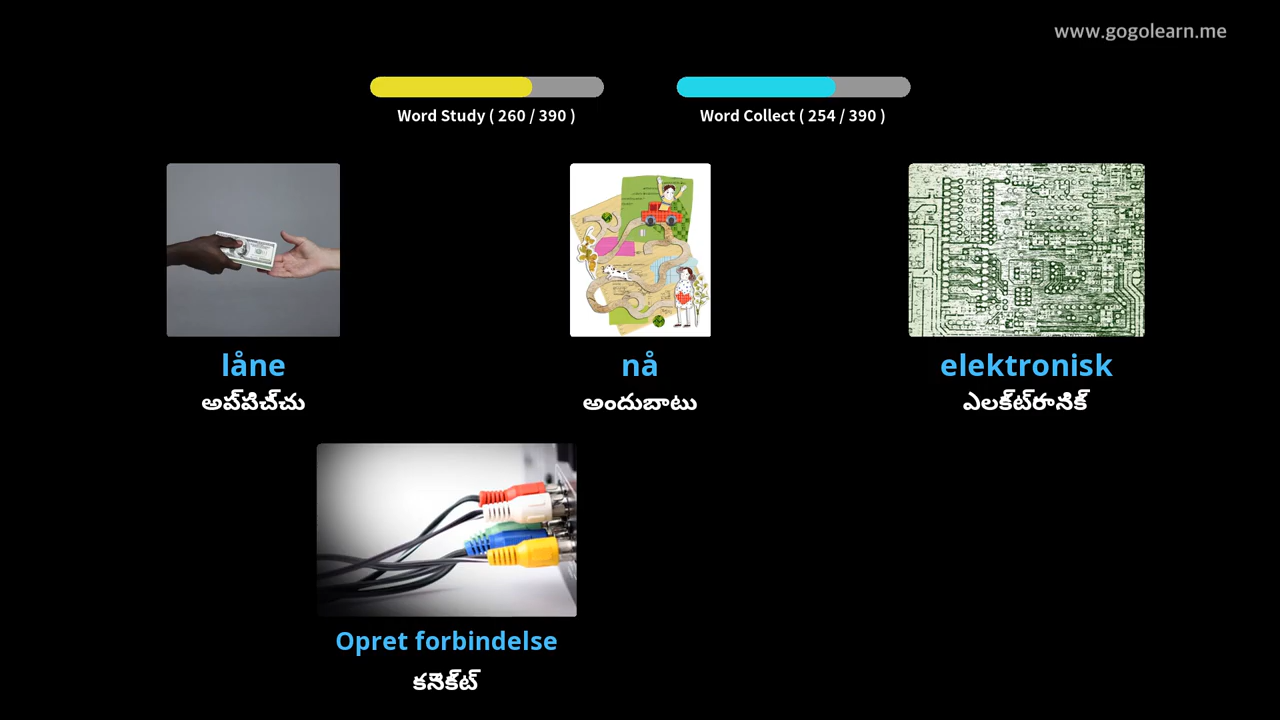 www.gogolearn.me
Word Study ( 260 / 390 )
Word Collect ( 254 / 390 )
låne
nå
elektronisk
అప్పిచ్చు
అందుబాటు
ఎలక్ట్రానిక్
Opret forbindelse
కనెక్ట్